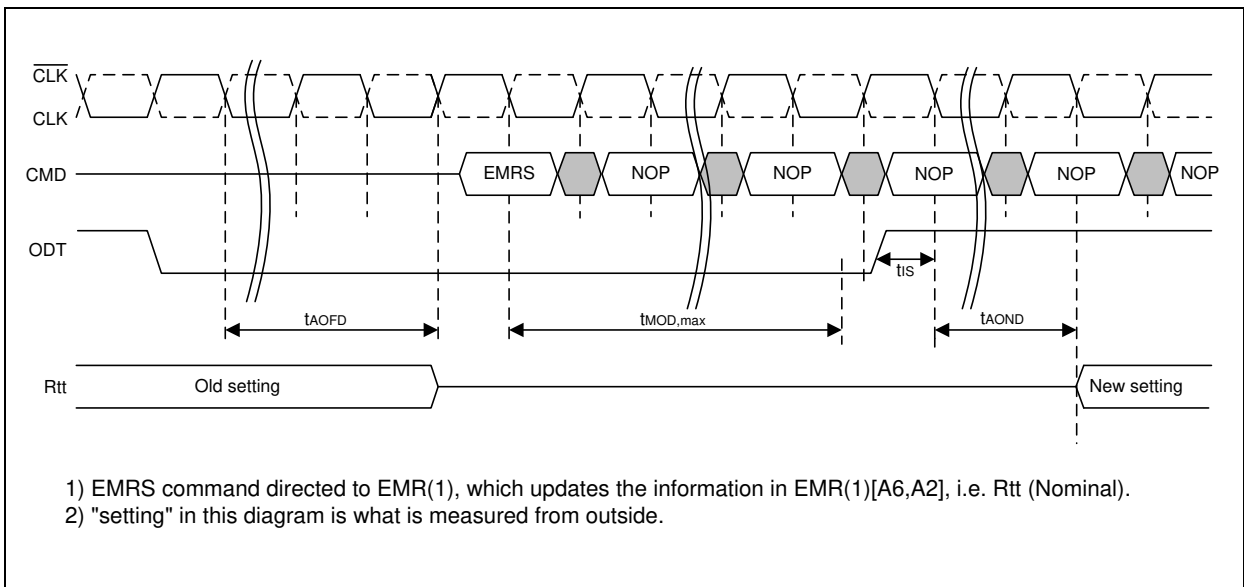 CLK
CLK
CMD
EMRS NOP NOP NOP NOP NOP
ODT
tIS
tAOFD tMOD,max tAOND
Rtt Old setting New setting
1) EMRS command directed to EMR(1), which updates the information in EMR(1)[A6,A2], i.e. Rtt (Nominal).
2) "setting" in this diagram is what is measured from outside.